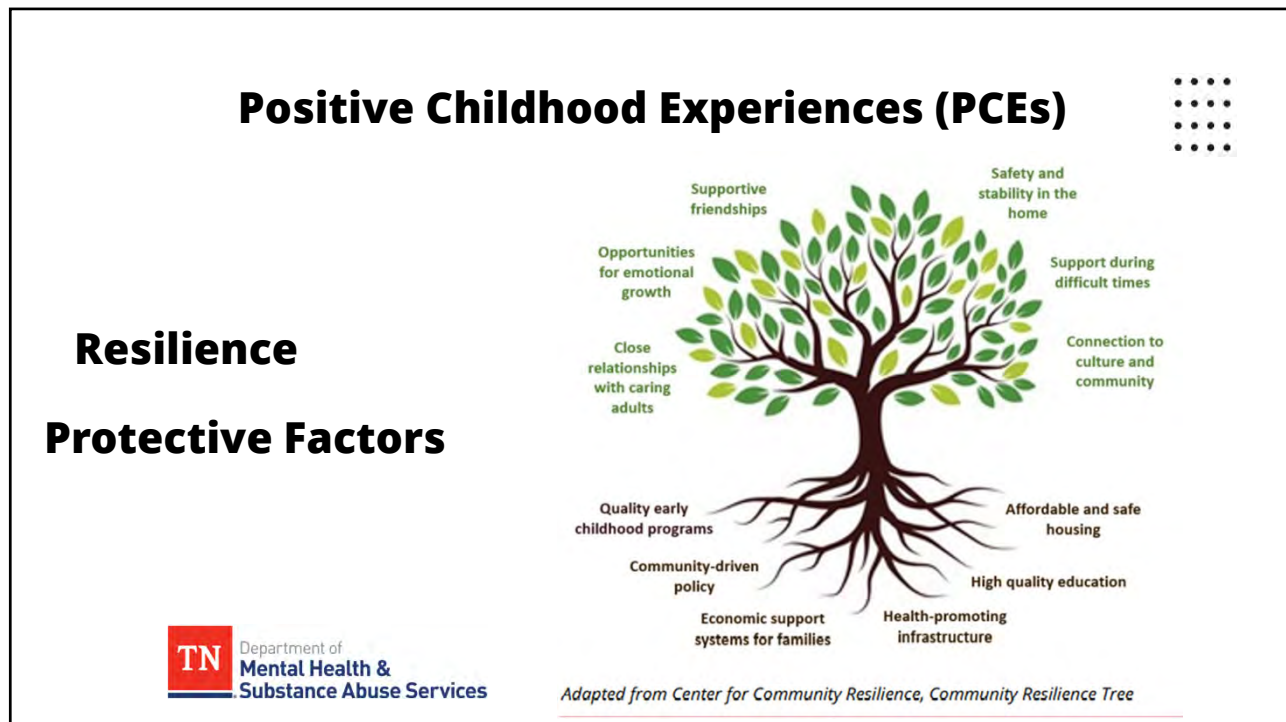 Positive Childhood Experiences (PCEs)
Resilience
Protective Factors
Supportive
friendships
Opportunities
for emotional
growth
Close
relationships
with caring
adults
Safety and
stability in the
home
Support during
difficult times
Connection to
culture and
community
Quality early
childhood programs
Community-driven
policy
Economic support
systems for families
Health-promoting
infrastructure
High quality education
Affordable and safe
housing
TN
Department of
Mental Health &
Substance Abuse Services
Adapted from Center for Community Resilience, Community Resilience Tree